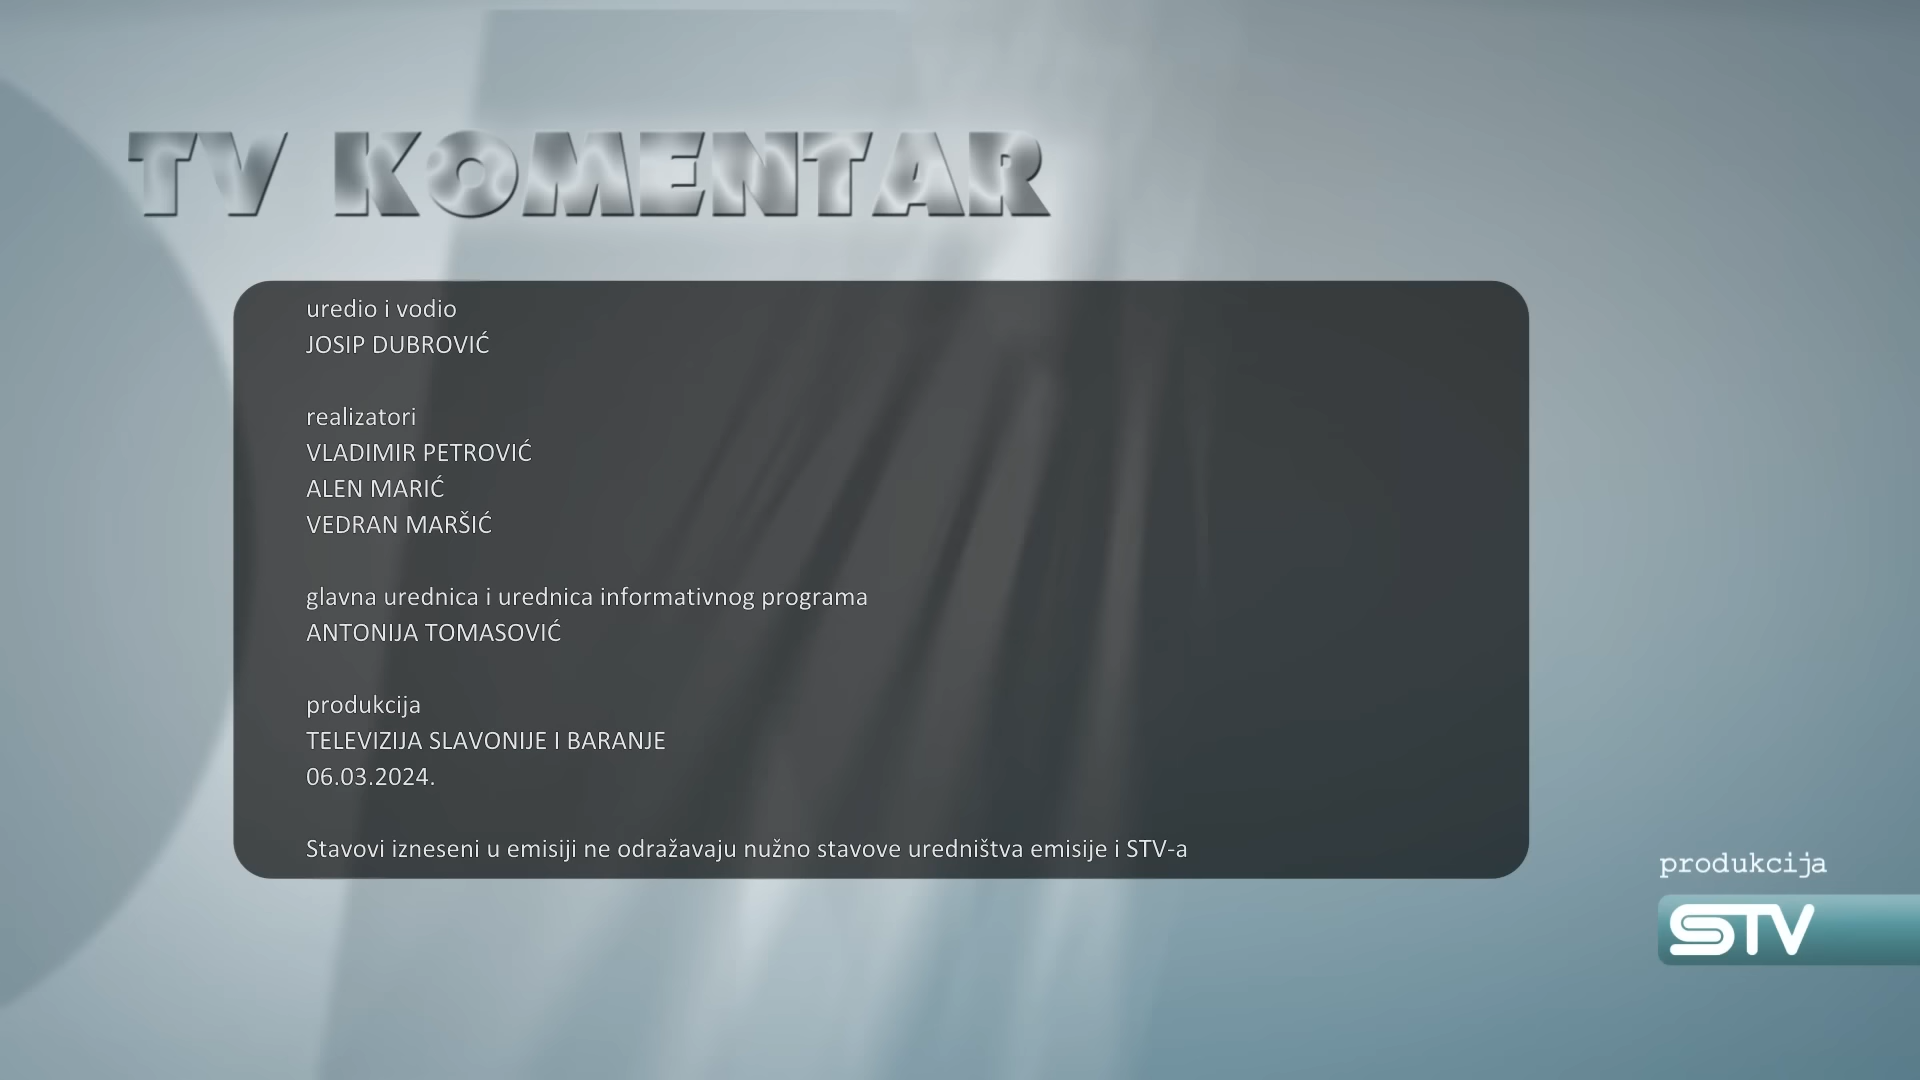 TV KOMENTAR
uredio i vodio
JOSIP DUBROVIĆ
realizatori
VLADIMIR PETROVIĆ
ALEN MARIĆ
VEDRAN MARŠIĆ
glavna urednica i urednica informativnog programa
ANTONIJA TOMASOVIĆ
produkcija
TELEVIZIJA SLAVONIJE I BARANJE
06.03.2024.
Stavovi izneseni u emisiji ne odražavaju nužno stavove uredništva emisije i STV-a
produkcija
STV